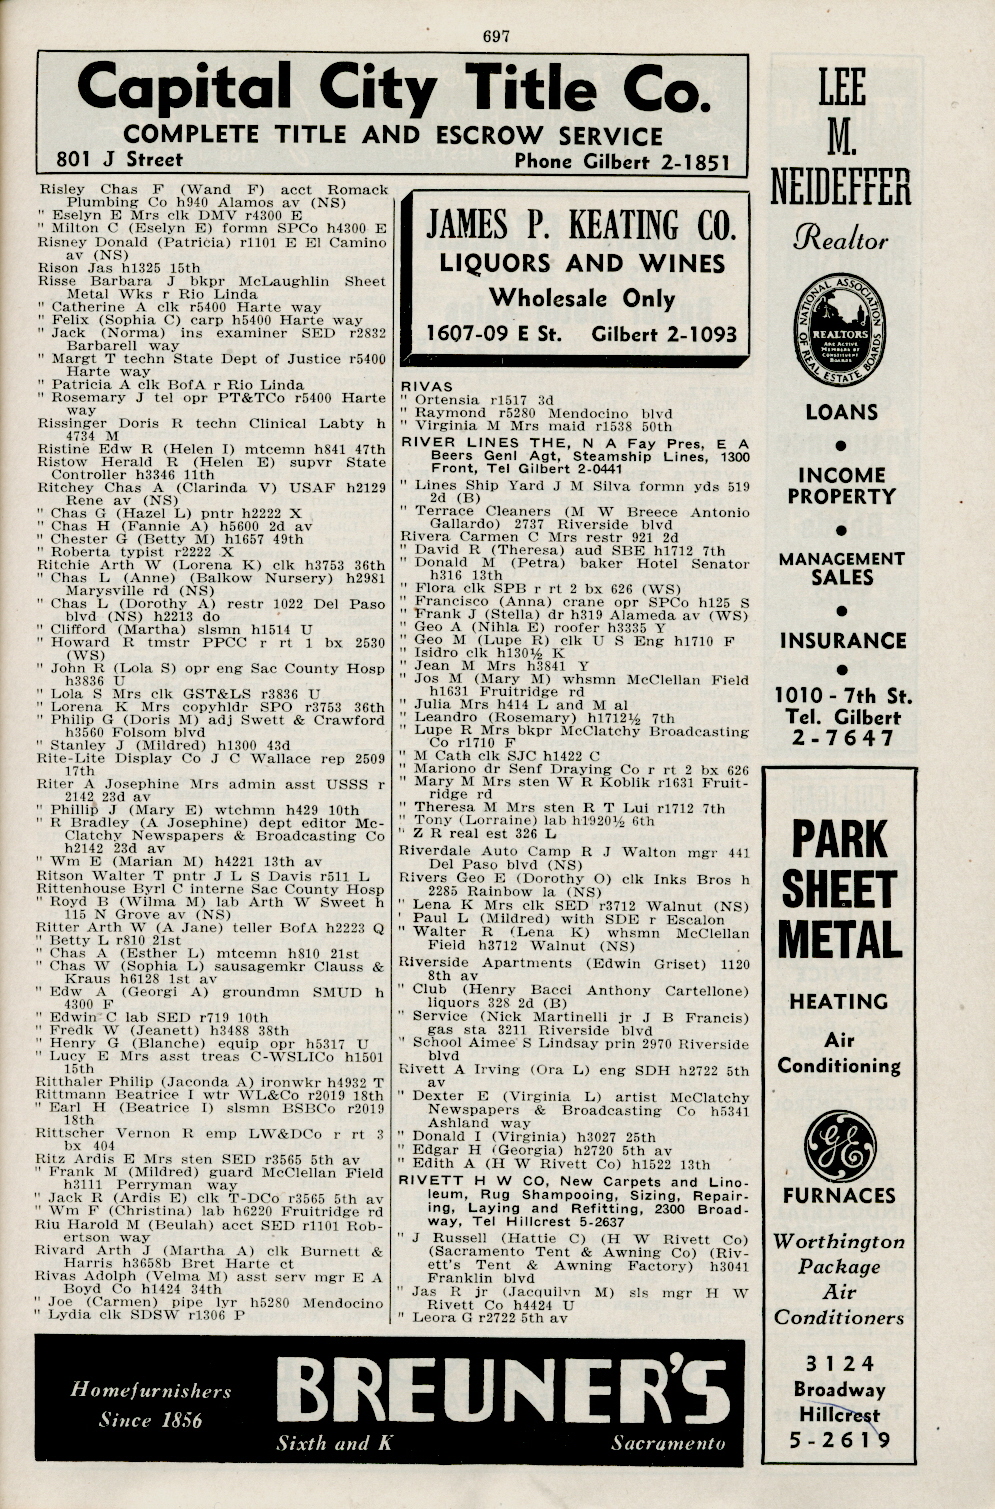 697
Capital City Title Co.
COMPLETE TITLE AND ESCROW SERVICE
801 J Street Phone Gilbert 2-1851
Risley Chas F (Wand F) acct Romack
Plumbing Co h940 Alamos av (NS)
" Eselyn E Mrs clk DMV r4300 E
" Milton C (Eselyn E) formn SPCo h4300 E
Risney Donald (Patricia) r1101 E El Camino
av (NS)
Rison Jas h1325 15th
Risse Barbara J bkpr McLaughlin Sheet
Metal Wks r Rio Linda
" Catherine A clk r5400 Harte way
" Felix (Sophia C) carp h5400 Harte way
" Jack (Norma) ins examiner SED r2832
Barbarell way
" Margt T techn State Dept of Justice r5400
Harte way
" Patricia A clk BofA r Rio Linda
" Rosemary J tel opr PT&TCo r5400 Harte
way
Rissinger Doris R techn Clinical Labty h
4734 M
Ristine Edw R (Helen I) mtcemn h841 47th
Ristow Herald R (Helen E) supvr State
Controller h3346 11th
Ritchey Chas A (Clarinda V) USAF h2129
Rene av (NS)
" Chas G (Hazel L) pntr h2222 X
" Chas H (Fannie A) h5600 2d av
" Chester G (Betty M) h1657 49th
" Roberta typist r2222 X
Ritchie Arth W (Lorena K) clk h3753 36th
" Chas L (Anne) (Balkow Nursery) h2981
Marysville rd (NS)
" Chas L (Dorothy A) restr 1022 Del Paso
blvd (NS) h2213 do
" Clifford (Martha) slsmn h1514 U
" Howard R tmstr PPCC r rt 1 bx 2530
(WS)
" John R (Lola S) opr eng Sac County Hosp
h3836 U
" Lola S Mrs clk GST&LS r3836 U
" Lorena K Mrs copyhldr SPO r3753 36th
" Philip G (Doris M) adj Swett & Crawford
h3560 Folsom blvd
" Stanley J (Mildred) h1300 43d
Rite-Lite Display Co J C Wallace rep 2509
17th
Riter A Josephine Mrs admin asst USSS r
2142 23d av
" Phillip J (Mary E) wtchmn h429 10th
" R Bradley (A Josephine) dept editor Mc-
Clatchy Newspapers & Broadcasting Co
h2142 23d av
" Wm E (Marian M) h4221 13th av
Ritson Walter T pntr J L S Davis r511 L
Rittenhouse Byrl C interne Sac County Hosp
" Royd B (Wilma M) lab Arth W Sweet h
115 N Grove av (NS)
Ritter Arth W (A Jane) teller BofA h2223 Q
" Betty L r810 21st
" Chas A (Esther L) mtcemn h810 21st
" Chas W (Sophia L) sausagemkr Clauss &
Kraus h6128 1st av
" Edw A (Georgi A) groundmn SMUD h
4300 F
" Edwin C lab SED r719 10th
" Fredk W (Jeanett) h3488 38th
" Henry G (Blanche) equip opr h5317 U
" Lucy E Mrs asst treas C-WSLICo h1501
15th
Ritthaler Philip (Jaconda A) ironwkr h4932 T
Rittmann Beatrice I wtr WL&Co r2019 18th
" Earl H (Beatrice I) slsmn BSBCo r2019
18th
Rittscher Vernon R emp LW&DCo r rt 3
bx 404
Ritz Ardis E Mrs sten SED r3565 5th av
" Frank M (Mildred) guard McClellan Field
h3111 Perryman way
" Jack R (Ardis E) clk T-DCo r3565 5th av
" Wm F (Christina) lab h6220 Fruitridge rd
Riu Harold M (Beulah) acct SED r1101 Rob-
ertson way
Rivard Arth J (Martha A) clk Burnett &
Harris h3658b Bret Harte ct
Rivas Adolph (Velma M) asst serv mgr E A
Boyd Co h1424 34th
" Joe (Carmen) pipe lyr h5280 Mendocino
" Lydia clk SDSW r1306 P
JAMES P. KEATING CO.
LIQUORS AND WINES
Wholesale Only
1607-09 E St. Gilbert 2-1093
RIVAS
" Ortensia r1517 3d
" Raymond r5280 Mendocino blvd
" Virginia M Mrs maid r1538 50th
RIVER LINES THE, N A Fay Pres, E A
Beers Genl Agt, Steamship Lines, 1300
Front, Tel Gilbert 2-0441
" Lines Ship Yard J M Silva formn yds 519
2d (B)
" Terrace Cleaners (M W Breece Antonio
Gallardo) 2737 Riverside blvd
Rivera Carmen C Mrs restr 921 2d
" David R (Theresa) aud SBE h1712 7th
" Donald M (Petra) baker Hotel Senator
h316 13th
" Flora clk SPB r rt 2 bx 626 (WS)
" Francisco (Anna) crane opr SPCo h125 S
" Frank J (Stella) dr h319 Alameda av (WS)
" Geo A (Nihla E) roofer h3335 Y
" Geo M (Lupe R) clk U S Eng h1710 F
" Isidro clk h130½ K
" Jean M Mrs h3841 Y
" Jos M (Mary M) whsmn McClellan Field
h1631 Fruitridge rd
" Julia Mrs h414 L and M al
" Leandro (Rosemary) h1712½ 7th
" Lupe R Mrs bkpr McClatchy Broadcasting
Co r1710 F
" M Cath clk SJC h1422 C
" Mariono dr Senf Draying Co r rt 2 bx 626
" Mary M Mrs sten W R Koblik r1631 Fruit-
ridge rd
" Theresa M Mrs sten R T Lui r1712 7th
" Tony (Lorraine) lab h1920½ 6th
" Z R real est 326 L
Riverdale Auto Camp R J Walton mgr 441
Del Paso blvd (NS)
Rivers Geo E (Dorothy O) clk Inks Bros h
2285 Rainbow la (NS)
" Lena K Mrs clk SED r3712 Walnut (NS)
' Paul L (Mildred) with SDE r Escalon
" Walter R (Lena K) whsmn McClellan
Field h3712 Walnut (NS)
Riverside Apartments (Edwin Griset) 1120
8th av
" Club (Henry Bacci Anthony Cartellone)
liquors 328 2d (B)
" Service (Nick Martinelli jr J B Francis)
gas sta 3211 Riverside blvd
" School Aimee S Lindsay prin 2970 Riverside
blvd
Rivett A Irving (Ora L) eng SDH h2722 5th
av
" Dexter E (Virginia L) artist McClatchy
Newspapers & Broadcasting Co h5341
Ashland way
" Donald I (Virginia) h3027 25th
" Edgar H (Georgia) h2720 5th av
" Edith A (H W Rivett Co) h1522 13th
RIVETT H W CO, New Carpets and Lino-
leum, Rug Shampooing, Sizing, Repair-
ing, Laying and Refitting, 2300 Broad-
way, Tel Hillcrest 5-2637
" J Russell (Hattie C) (H W Rivett Co)
(Sacramento Tent & Awning Co) (Riv-
ett's Tent & Awning Factory) h3041
Franklin blvd
" Jas R jr (Jacquilvn M) sls mgr H W
Rivett Co h4424 U
" Leora G r2722 5th av
LEE
M.
NEIDEFFER
Realtor
NATIONAL ASSOCIATION
OF REAL ESTATE BOARDS
REALTORS
ARE ACTIVE
MEMBERS OF
CONSTITUENT
BOARDS
LOANS
•
INCOME
PROPERTY
•
MANAGEMENT
SALES
•
INSURANCE
•
1010 - 7th St.
Tel. Gilbert
2-7647
PARK
SHEET
METAL
HEATING
Air
Conditioning
GE
FURNACES
Worthington
Package
Air
Conditioners
3124
Broadway
Hillcrest
5-2619
Homefurnishers
Since 1856
BREUNER'S
Sixth and K Sacramento